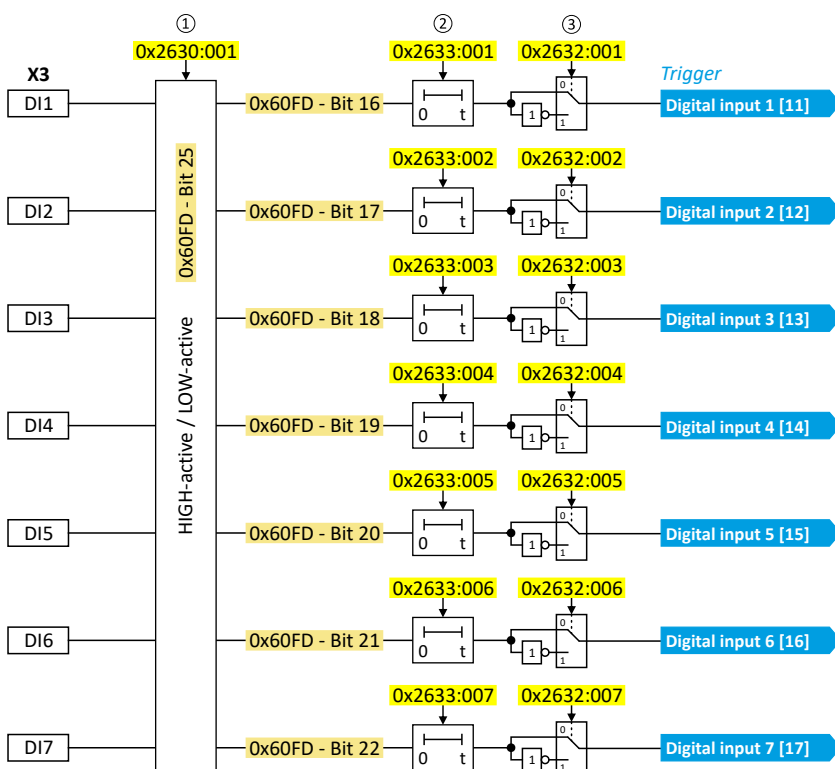 ① ② ③
0x2630:001 0x2633:001 0x2632:001
X3 Trigger
DI1 0x60FD - Bit 16 0 t 1 0 1 Digital input 1 [11]
0x2633:002 0x2632:002
DI2 0x60FD - Bit 17 0 t 1 0 1 Digital input 2 [12]
0x60FD - Bit 25
0x2633:003 0x2632:003
DI3 0x60FD - Bit 18 0 t 1 0 1 Digital input 3 [13]
HIGH-active / LOW-active
0x2633:004 0x2632:004
DI4 0x60FD - Bit 19 0 t 1 0 1 Digital input 4 [14]
0x2633:005 0x2632:005
DI5 0x60FD - Bit 20 0 t 1 0 1 Digital input 5 [15]
0x2633:006 0x2632:006
DI6 0x60FD - Bit 21 0 t 1 0 1 Digital input 6 [16]
0x2633:007 0x2632:007
DI7 0x60FD - Bit 22 0 t 1 0 1 Digital input 7 [17]